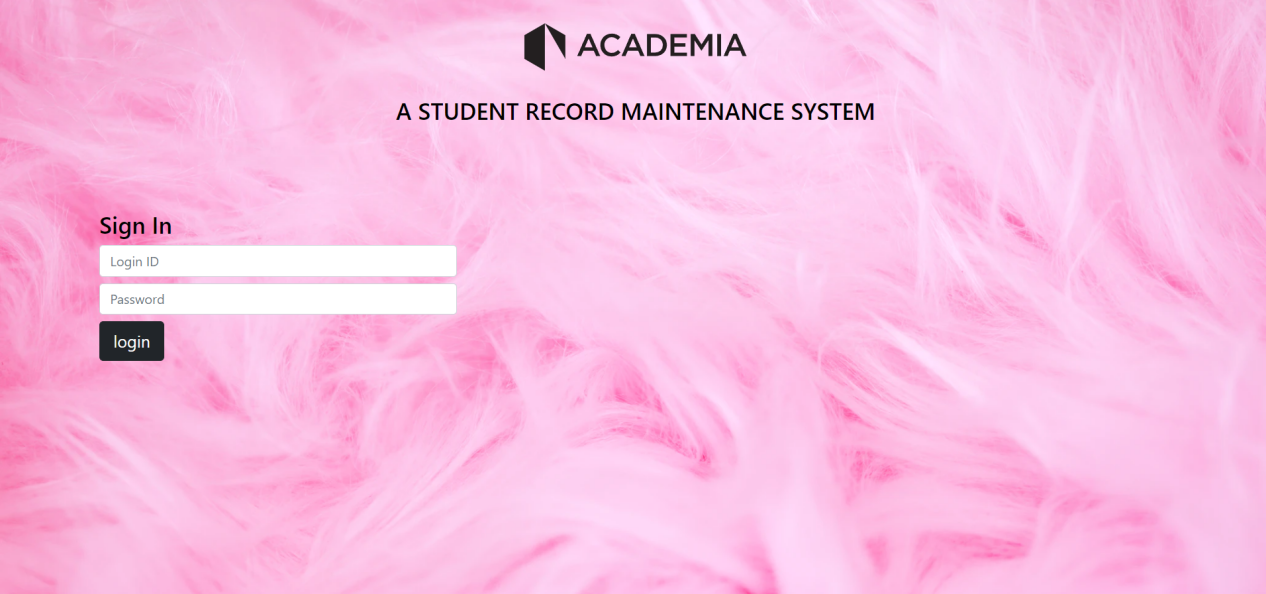 ACADEMIA
A STUDENT RECORD MAINTENANCE SYSTEM
Sign In
Login ID
Password
login